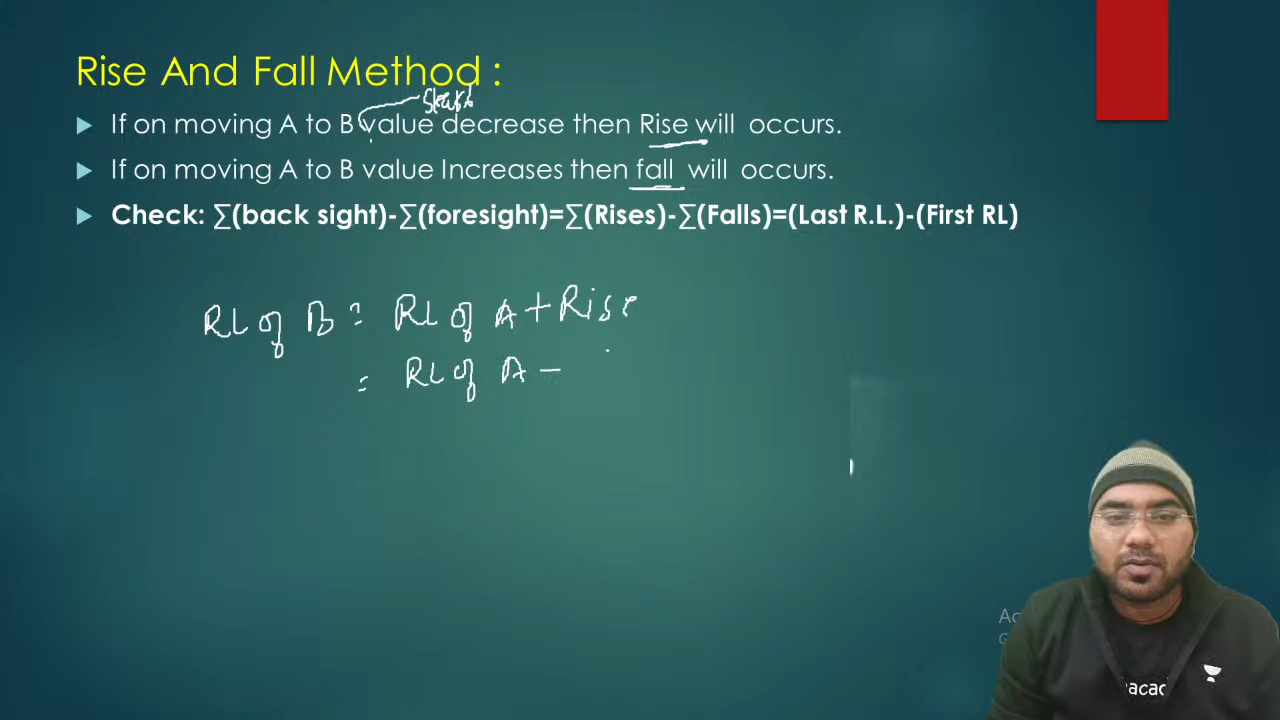 Rise And Fall Method :
If on moving A to B value decrease then Rise will occurs.
If on moving A to B value Increases then fall will occurs.
Check: ∑(back sight)-∑(foresight)=∑(Rises)-∑(Falls)=(Last R.L.)-(First RL)
RL of B = RL of A + Rise
= RL of A -
Ac
G
nacad